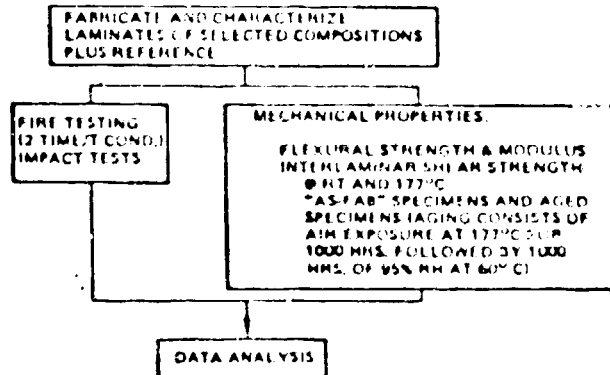 FABRICATE AND CHARACTERIZE
LAMINATES OF SELECTED COMPOSITIONS
PLUS REFERENCE
FIRE TESTING
(2 TIME/T COND.)
IMPACT TESTS
MECHANICAL PROPERTIES:
FLEXURAL STRENGTH & MODULUS
INTERLAMINAR SHEAR STRENGTH
@ RT AND 177°C
"AS-FAB" SPECIMENS AND AGED
SPECIMENS (AGING CONSISTS OF
AIR EXPOSURE AT 177°C FOR
1000 HRS, FOLLOWED BY 1000
HRS. OF 95% RH AT 60°C)
DATA ANALYSIS